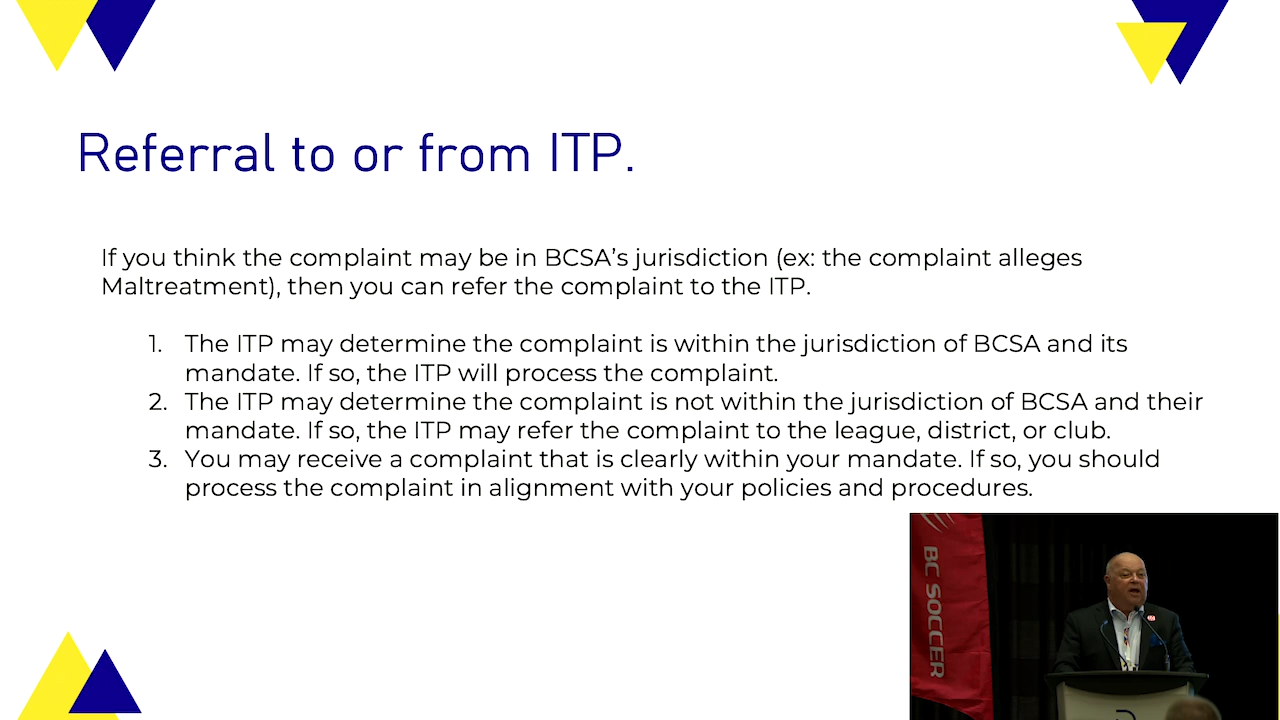 Referral to or from ITP.
If you think the complaint may be in BCSA’s jurisdiction (ex: the complaint alleges
Maltreatment), then you can refer the complaint to the ITP.
1. The ITP may determine the complaint is within the jurisdiction of BCSA and its
mandate. If so, the ITP will process the complaint.
2. The ITP may determine the complaint is not within the jurisdiction of BCSA and their
mandate. If so, the ITP may refer the complaint to the league, district, or club.
3. You may receive a complaint that is clearly within your mandate. If so, you should
process the complaint in alignment with your policies and procedures.
BC SOCCER